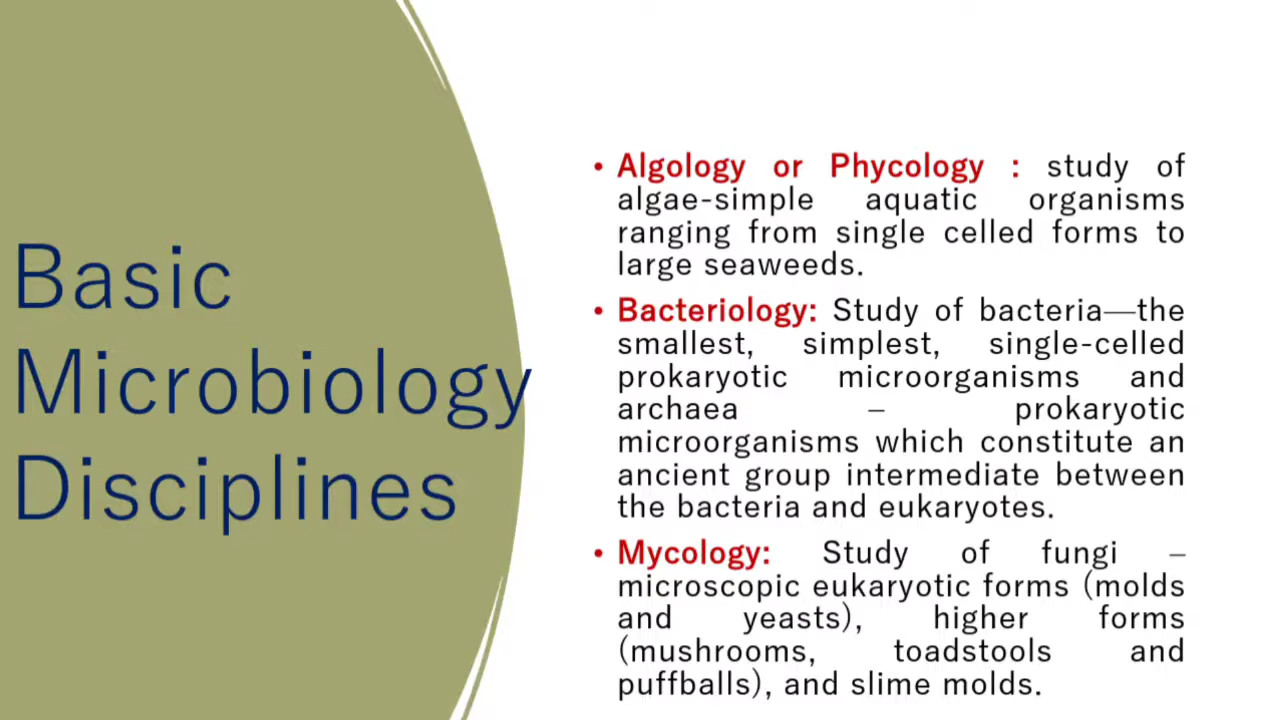 Basic
Microbiology
Disciplines
• Algology or Phycology : study of
algae-simple aquatic organisms
ranging from single celled forms to
large seaweeds.
• Bacteriology: Study of bacteria—the
smallest, simplest, single-celled
prokaryotic microorganisms and
archaea – prokaryotic
microorganisms which constitute an
ancient group intermediate between
the bacteria and eukaryotes.
• Mycology: Study of fungi –
microscopic eukaryotic forms (molds
and yeasts), higher forms
(mushrooms, toadstools and
puffballs), and slime molds.